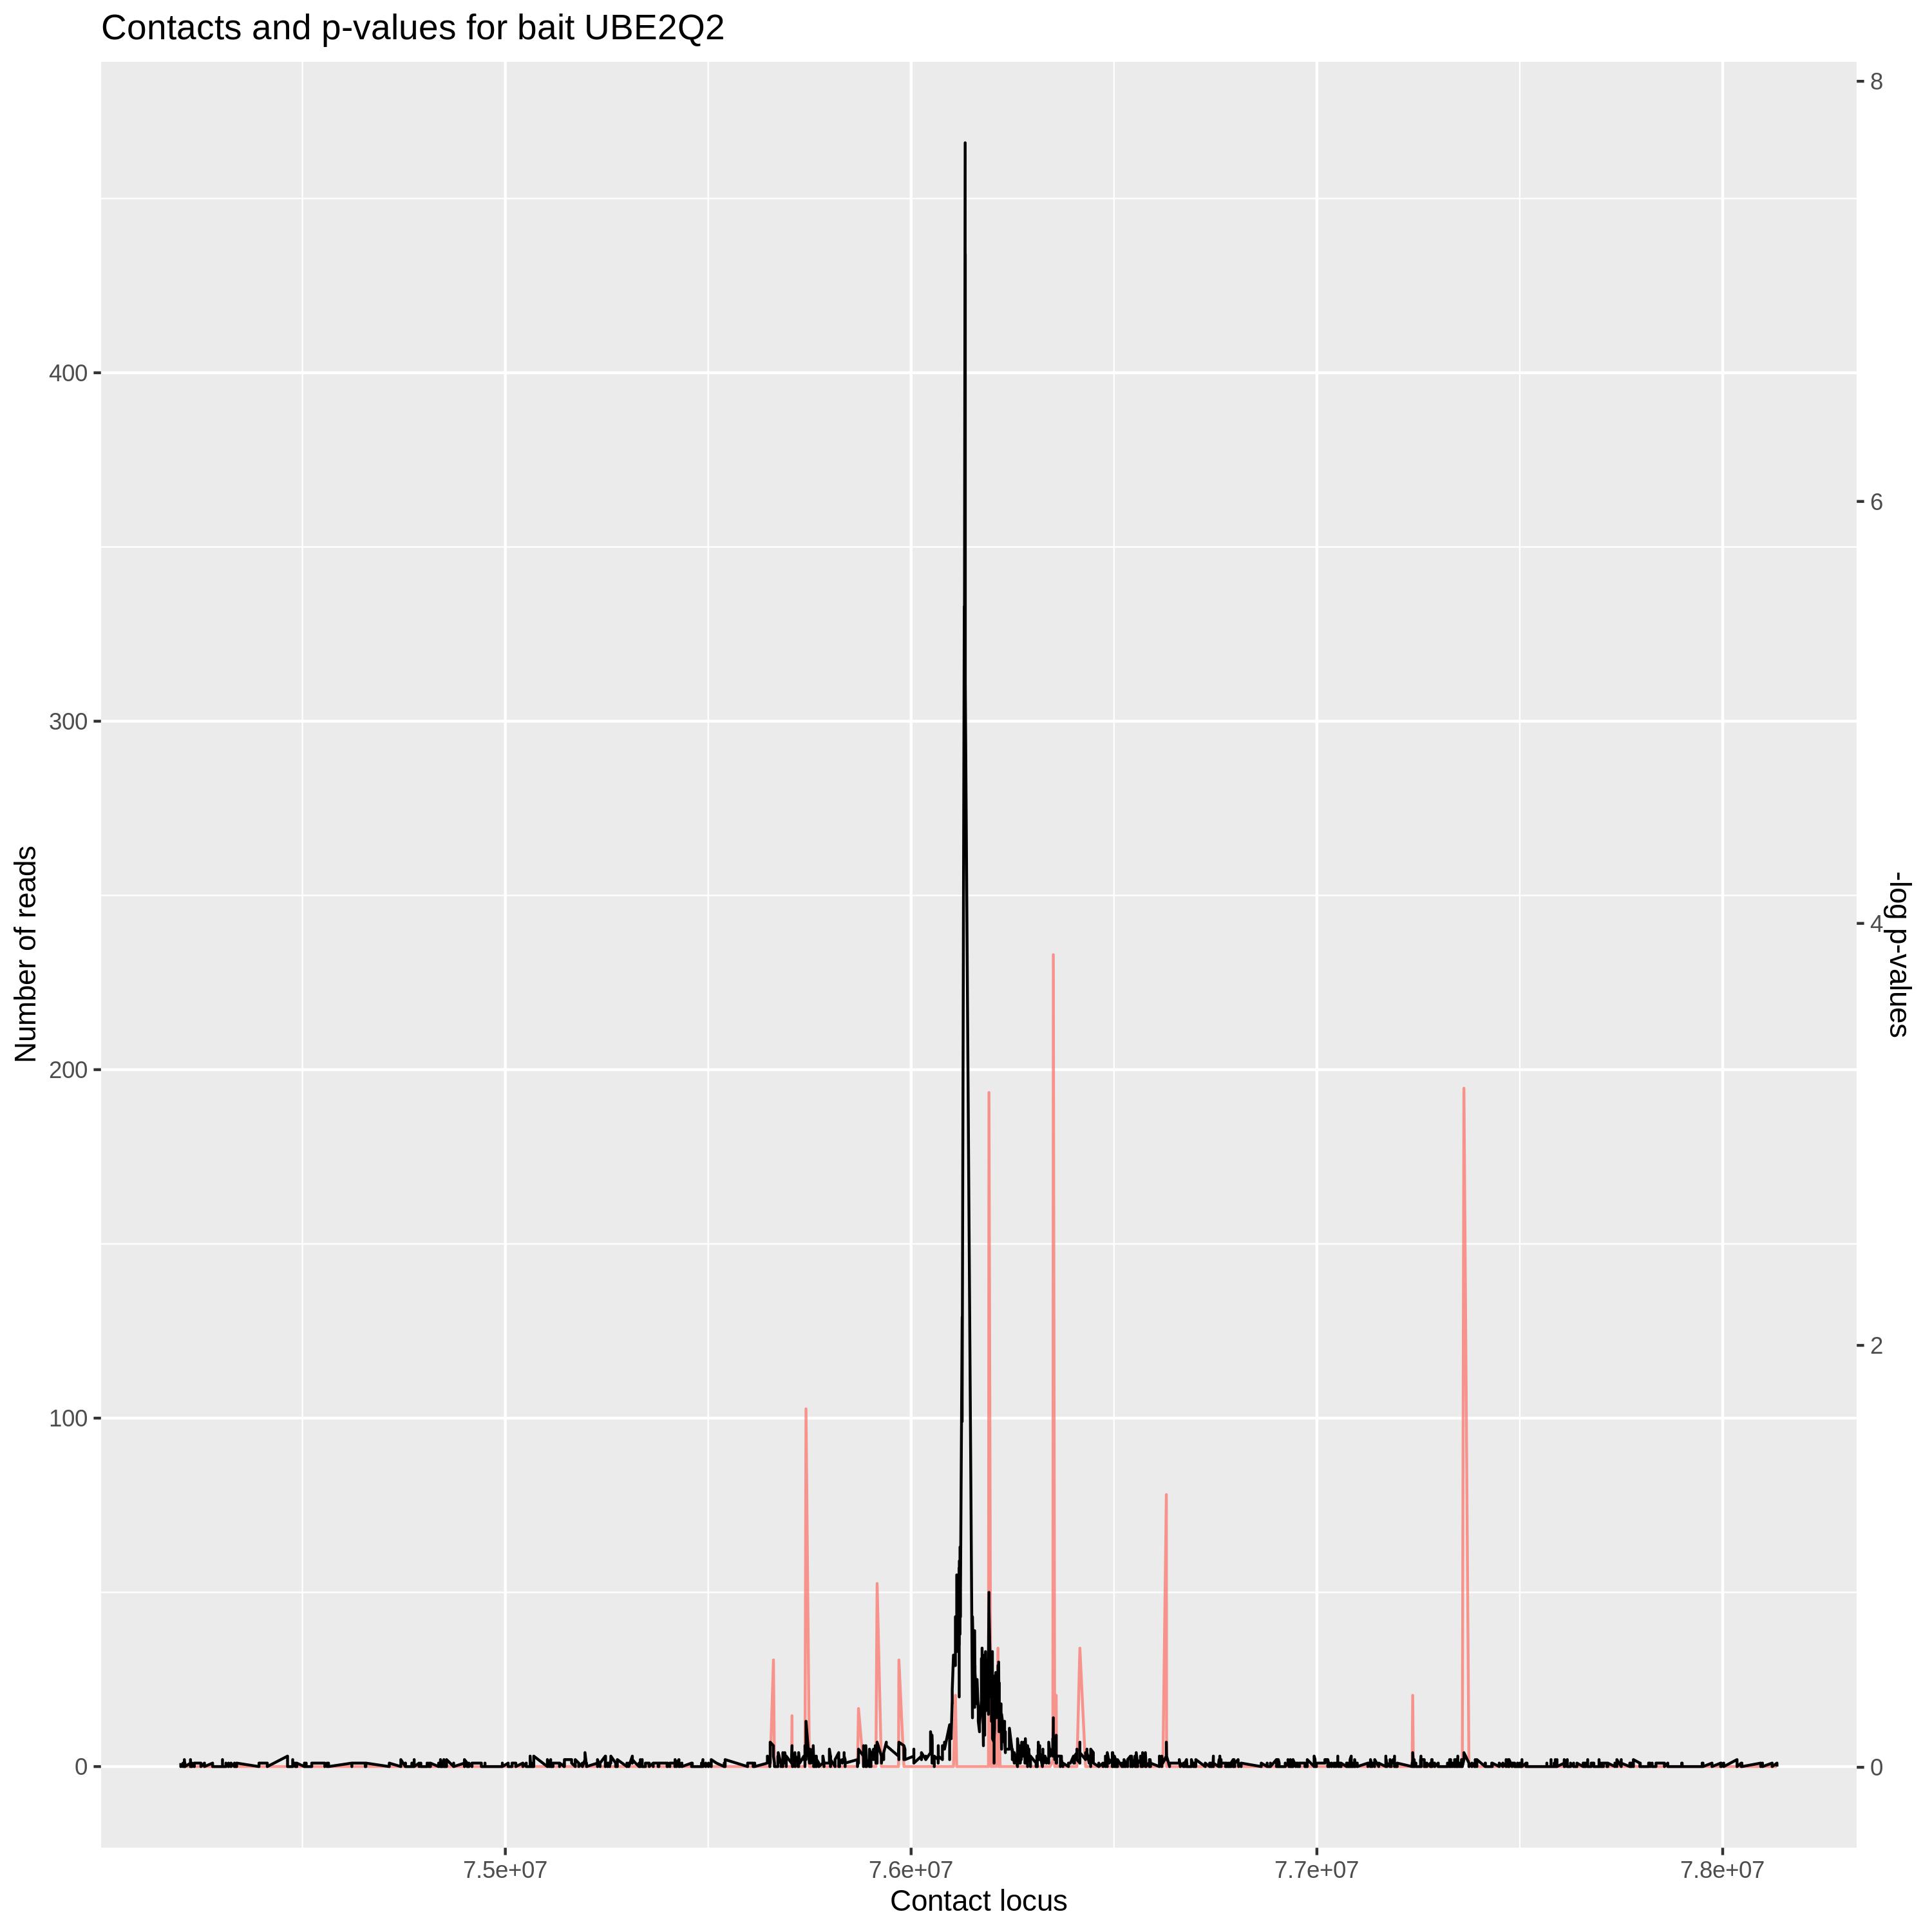 Contacts and p-values for bait UBE2Q2
Number of reads
400
300
200
100
0
8
6
4
2
0
-log p-values
7.5e+07
7.6e+07
7.7e+07
7.8e+07
Contact locus